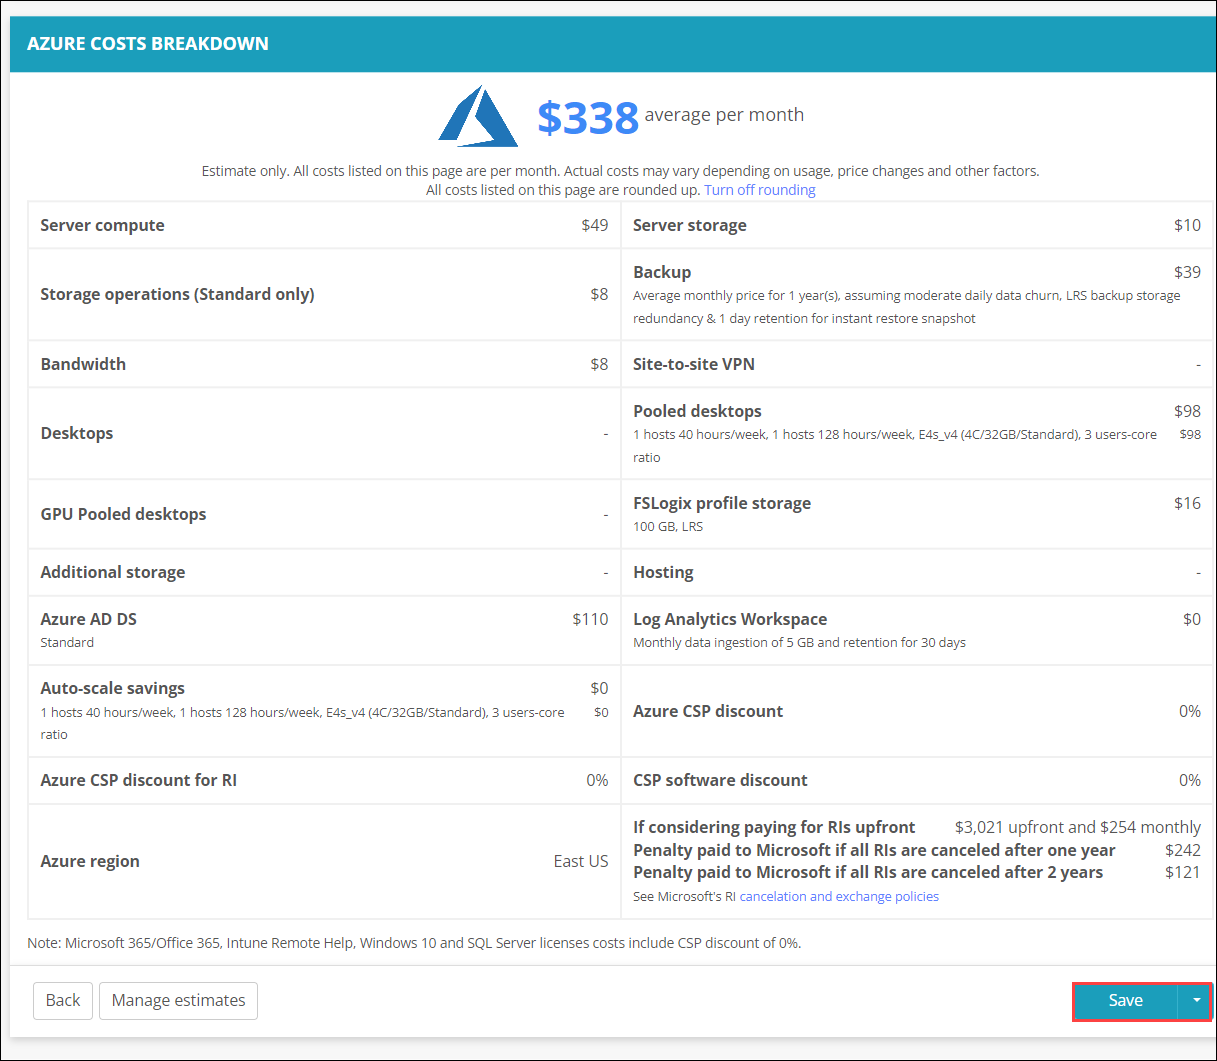 AZURE COSTS BREAKDOWN
$338 average per month
Estimate only. All costs listed on this page are per month. Actual costs may vary depending on usage, price changes and other factors.
All costs listed on this page are rounded up. Turn off rounding
Server compute $49
Server storage $10
Storage operations (Standard only) $8
Backup $39
Average monthly price for 1 year(s), assuming moderate daily data churn, LRS backup storage
redundancy & 1 day retention for instant restore snapshot
Bandwidth $8
Site-to-site VPN -
Desktops -
Pooled desktops $98
1 hosts 40 hours/week, 1 hosts 128 hours/week, E4s_v4 (4C/32GB/Standard), 3 users-core $98
ratio
GPU Pooled desktops -
FSLogix profile storage $16
100 GB, LRS
Additional storage -
Hosting -
Azure AD DS $110
Standard
Log Analytics Workspace $0
Monthly data ingestion of 5 GB and retention for 30 days
Auto-scale savings $0
1 hosts 40 hours/week, 1 hosts 128 hours/week, E4s_v4 (4C/32GB/Standard), 3 users-core $0
ratio
Azure CSP discount 0%
Azure CSP discount for RI 0%
CSP software discount 0%
Azure region East US
If considering paying for RIs upfront $3,021 upfront and $254 monthly
Penalty paid to Microsoft if all RIs are canceled after one year $242
Penalty paid to Microsoft if all RIs are canceled after 2 years $121
See Microsoft's RI cancelation and exchange policies
Note: Microsoft 365/Office 365, Intune Remote Help, Windows 10 and SQL Server licenses costs include CSP discount of 0%.
Back
Manage estimates
Save